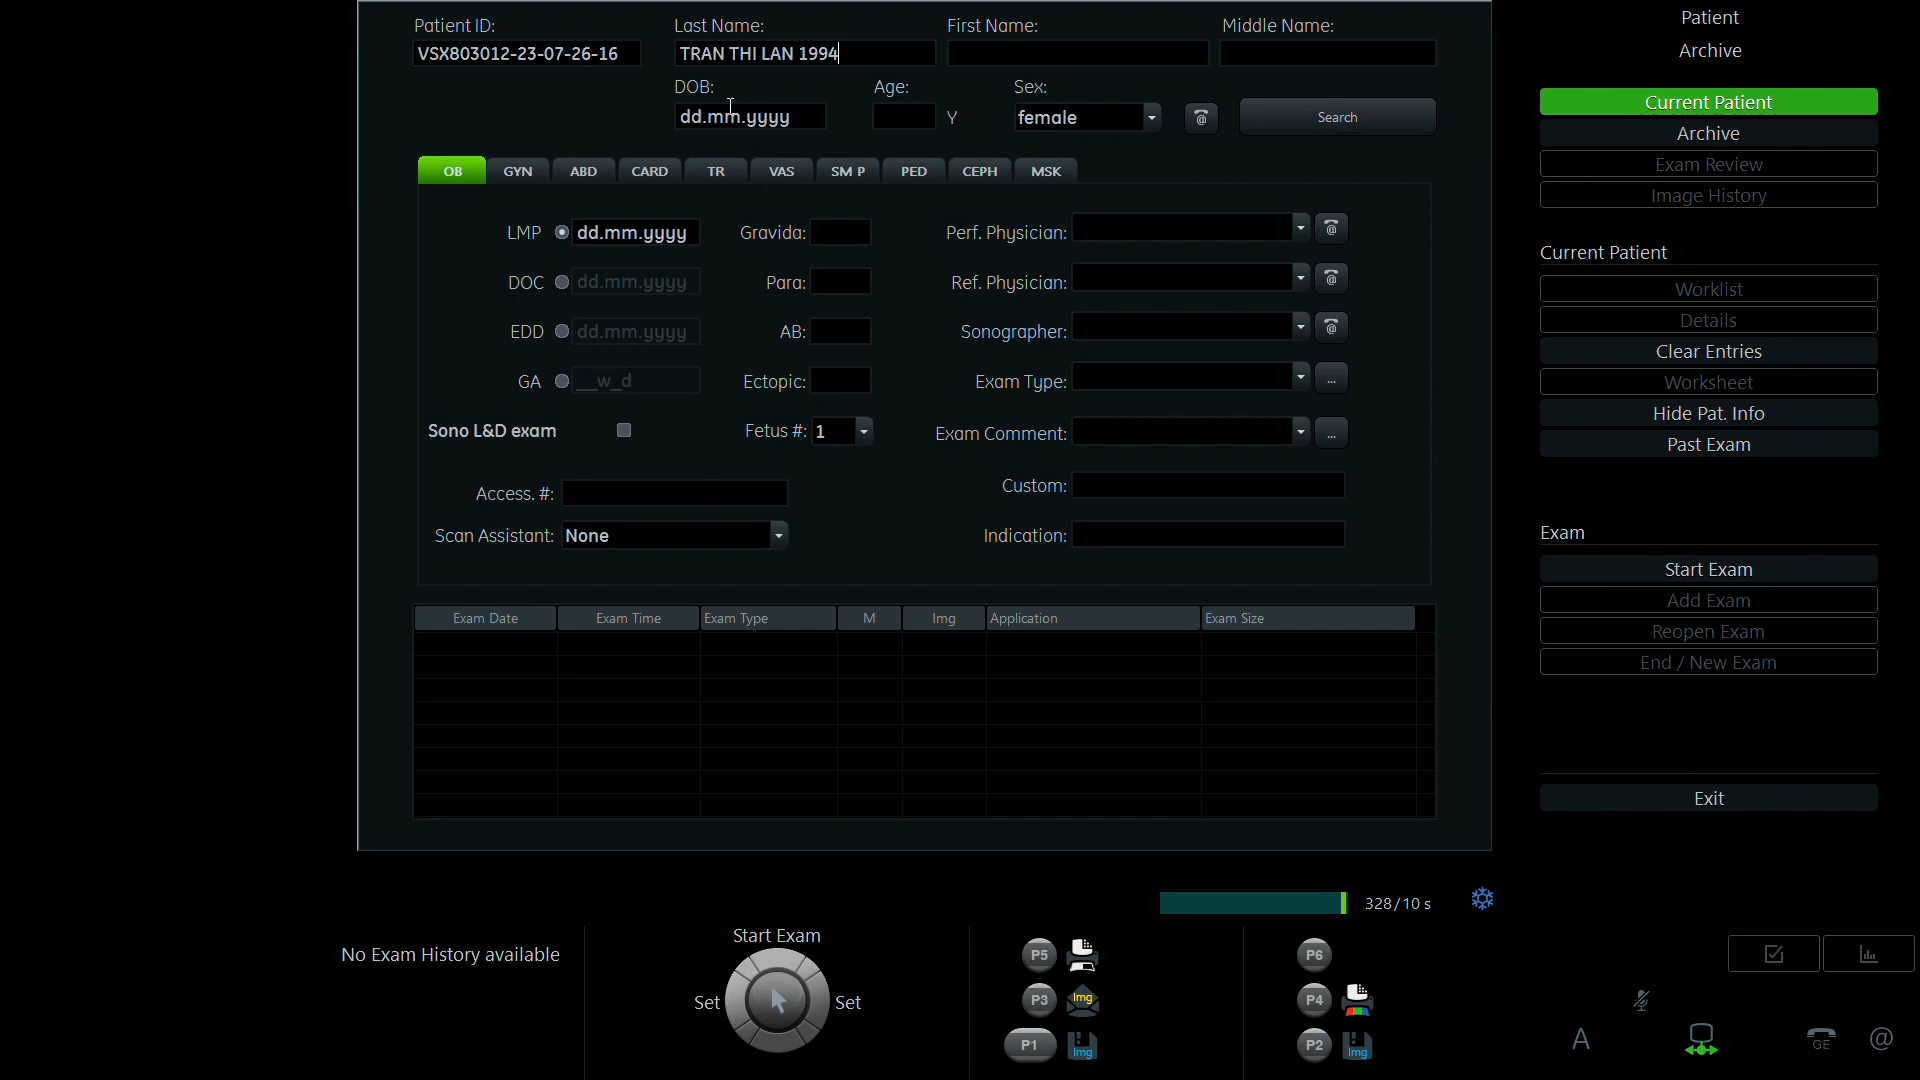 Patient ID: Last Name: First Name: Middle Name:
VSX803012-23-07-26-16 TRAN THI LAN 1994
DOB: Age: Sex:
dd.mm.yyyy Y female @ Search
OB GYN ABD CARD TR VAS SM P PED CEPH MSK
LMP dd.mm.yyyy Gravida: Perf. Physician: @
DOC dd.mm.yyyy Para: Ref. Physician: @
EDD dd.mm.yyyy AB: Sonographer: @
GA __w_d Ectopic: Exam Type: ...
Sono L&D exam Fetus #: 1 Exam Comment: ...
Access. #: Custom:
Scan Assistant: None Indication:
Exam Date Exam Time Exam Type M Img Application Exam Size
Patient
Archive
Current Patient
Archive
Exam Review
Image History
Current Patient
Worklist
Details
Clear Entries
Worksheet
Hide Pat. Info
Past Exam
Exam
Start Exam
Add Exam
Reopen Exam
End / New Exam
Exit
328/10 s
No Exam History available
Start Exam
Set Set
P5 P6
P3 Img P4
P1 Img P2 Img
A GE @